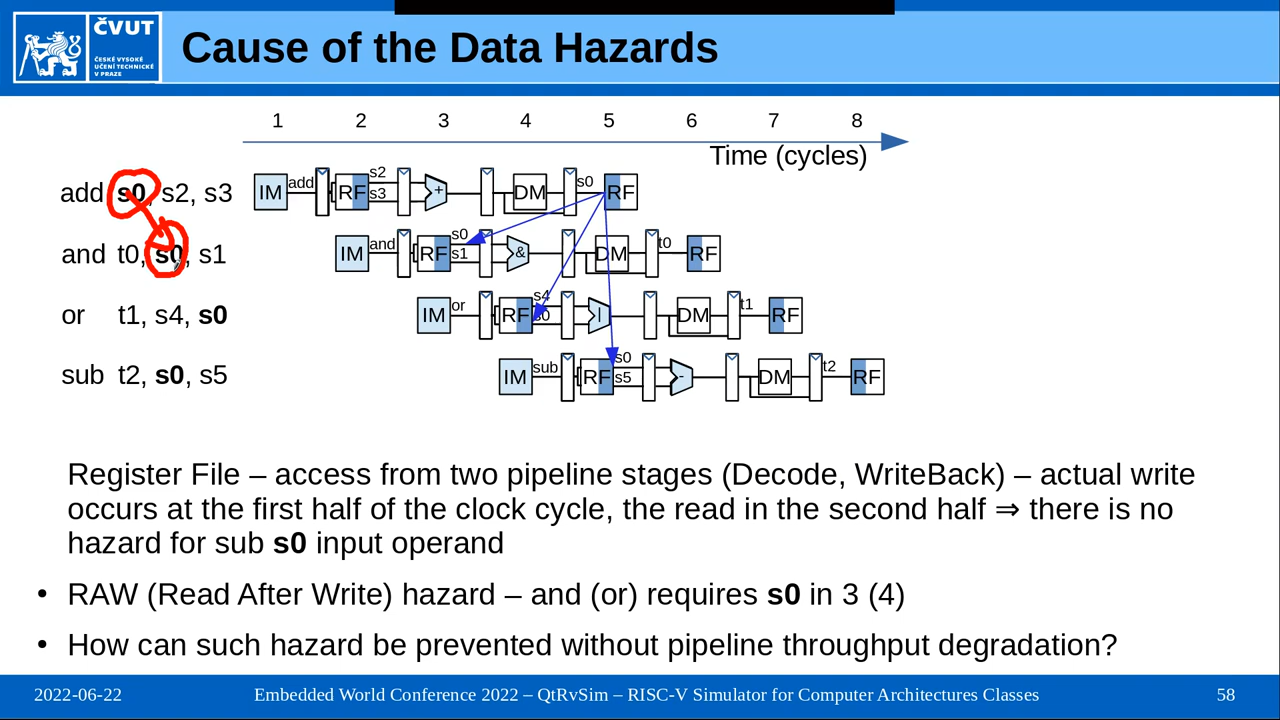 ČVUT
ČESKÉ VYSOKÉ
UČENÍ TECHNICKÉ
V PRAZE
Cause of the Data Hazards
1 2 3 4 5 6 7 8
Time (cycles)
add s0, s2, s3
IM add RF s2 s3 + DM s0 RF
and t0, s0, s1
IM and RF s0 s1 & DM t0 RF
or t1, s4, s0
IM or RF s4 s0 | DM t1 RF
sub t2, s0, s5
IM sub RF s0 s5 - DM t2 RF
Register File – access from two pipeline stages (Decode, WriteBack) – actual write
occurs at the first half of the clock cycle, the read in the second half ⇒ there is no
hazard for sub s0 input operand
• RAW (Read After Write) hazard – and (or) requires s0 in 3 (4)
• How can such hazard be prevented without pipeline throughput degradation?
2022-06-22 Embedded World Conference 2022 – QtRvSim – RISC-V Simulator for Computer Architectures Classes 58